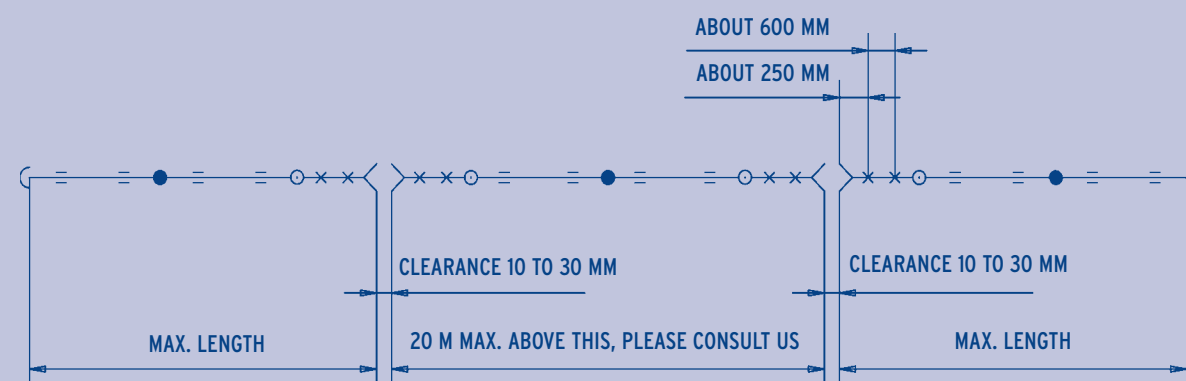 ABOUT 600 MM
ABOUT 250 MM
CLEARANCE 10 TO 30 MM
CLEARANCE 10 TO 30 MM
MAX. LENGTH
20 M MAX. ABOVE THIS, PLEASE CONSULT US
MAX. LENGTH